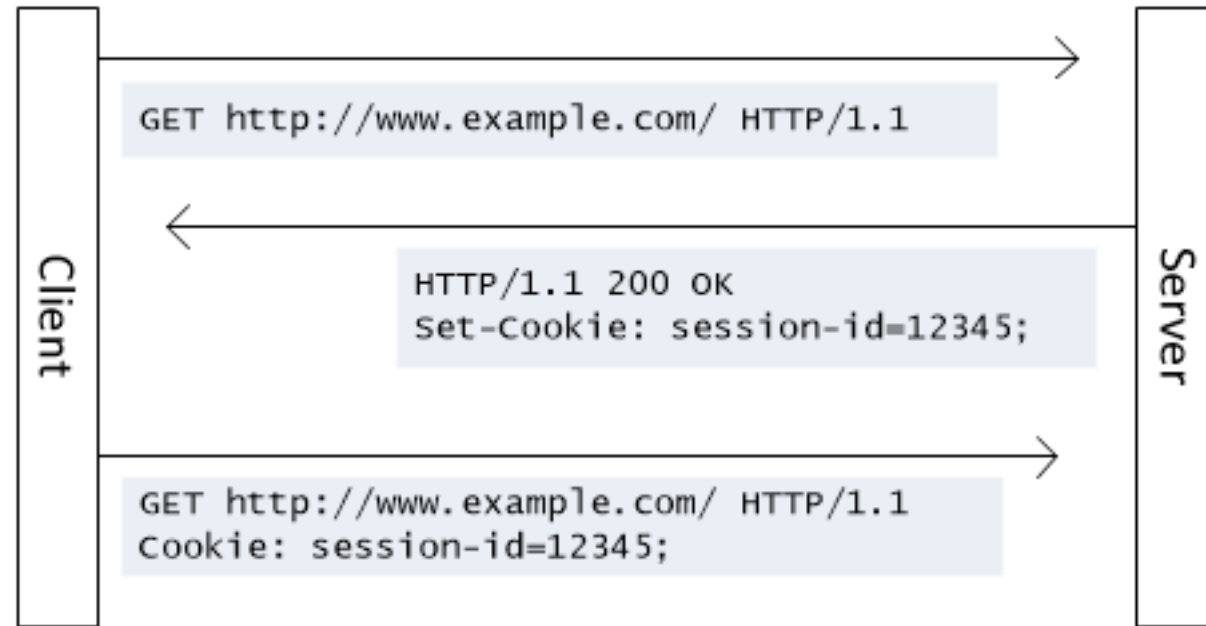 Client
GET http://www.example.com/ HTTP/1.1
HTTP/1.1 200 OK
Set-Cookie: session-id=12345;
GET http://www.example.com/ HTTP/1.1
Cookie: session-id=12345;
Server